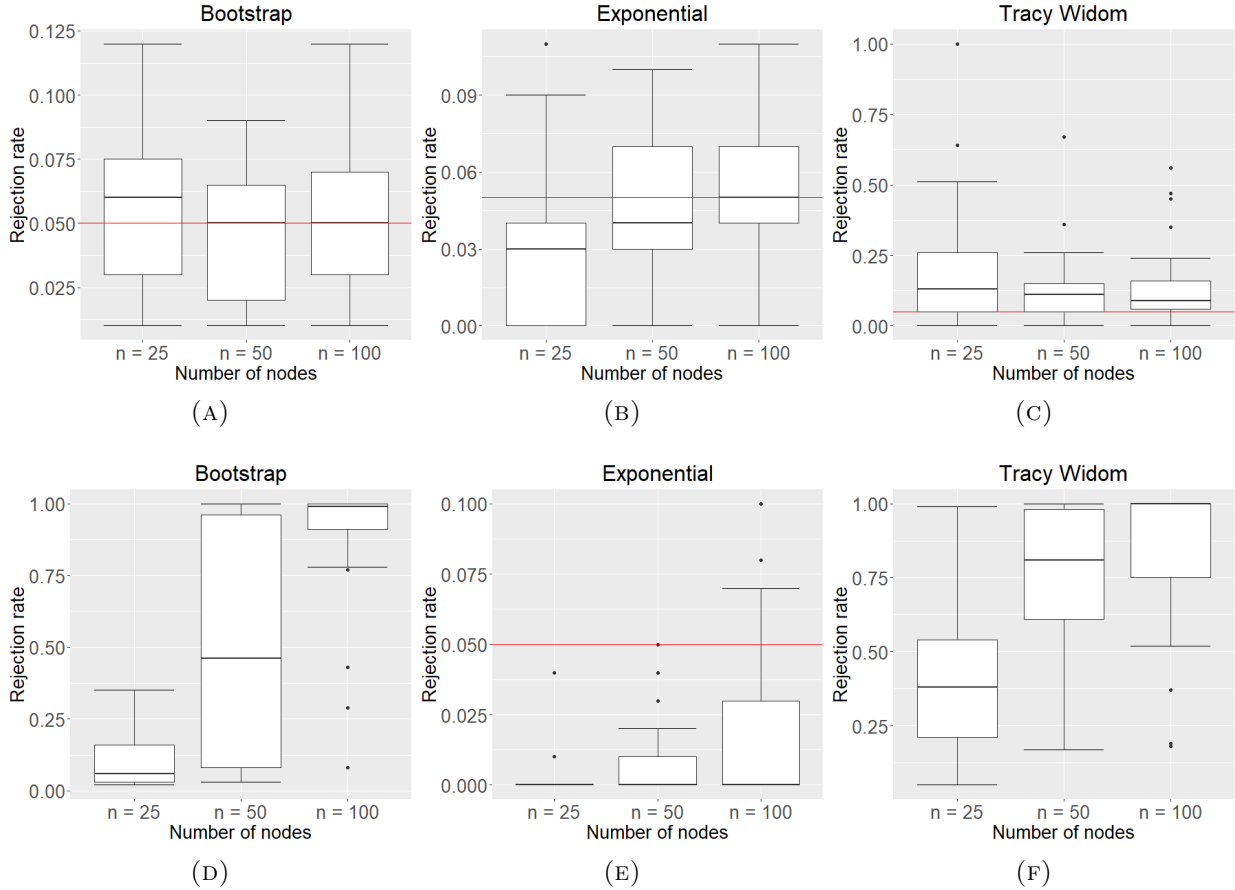 Bootstrap
0.125
0.100
0.075
0.050
0.025
Rejection rate
n = 25 n = 50 n = 100
Number of nodes
(A)
Exponential
0.09
0.06
0.03
0.00
Rejection rate
n = 25 n = 50 n = 100
Number of nodes
(B)
Tracy Widom
1.00
0.75
0.50
0.25
0.00
Rejection rate
n = 25 n = 50 n = 100
Number of nodes
(C)
Bootstrap
1.00
0.75
0.50
0.25
0.00
Rejection rate
n = 25 n = 50 n = 100
Number of nodes
(D)
Exponential
0.100
0.075
0.050
0.025
0.000
Rejection rate
n = 25 n = 50 n = 100
Number of nodes
(E)
Tracy Widom
1.00
0.75
0.50
0.25
Rejection rate
n = 25 n = 50 n = 100
Number of nodes
(F)